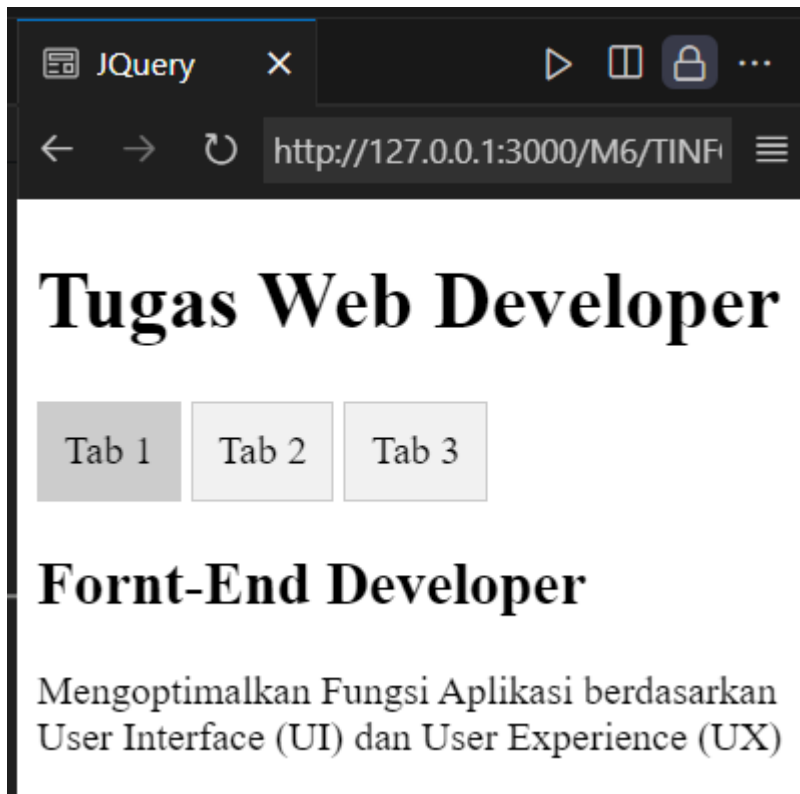 JQuery
http://127.0.0.1:3000/M6/TINF
Tugas Web Developer
Tab 1 Tab 2 Tab 3
Fornt-End Developer
Mengoptimalkan Fungsi Aplikasi berdasarkan
User Interface (UI) dan User Experience (UX)